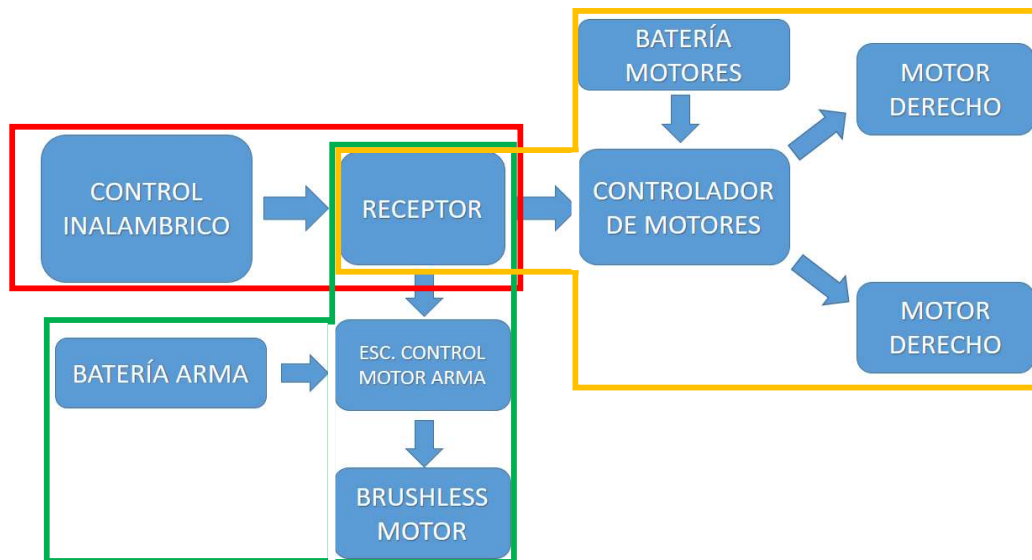 BATERÍA
MOTORES
MOTOR
DERECHO
CONTROL
INALAMBRICO
RECEPTOR
CONTROLADOR
DE MOTORES
MOTOR
DERECHO
BATERÍA ARMA
ESC. CONTROL
MOTOR ARMA
BRUSHLESS
MOTOR